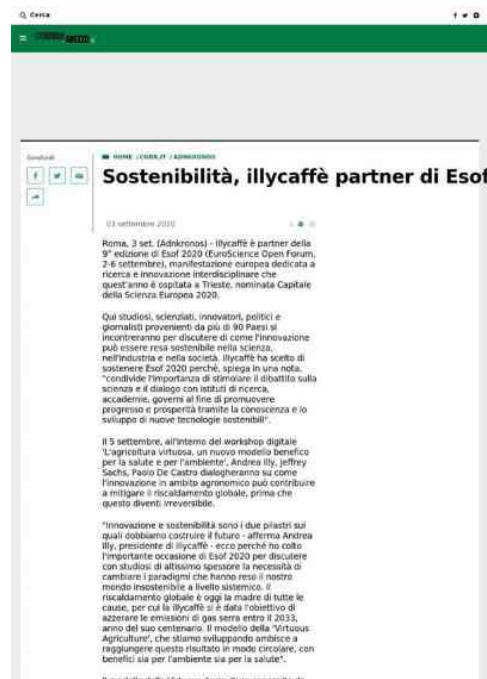 Cerca
Condividi
HOME / CORR.IT / ADNKRONOS
Sostenibilità, illycaffè partner di Esof
03 settembre 2020
Roma, 3 set. (Adnkronos) - Illycaffè è partner della
9° edizione di Esof 2020 (EuroScience Open Forum,
2-6 settembre), manifestazione europea dedicata a
ricerca e innovazione interdisciplinare che
quest'anno è ospitata a Trieste, nominata Capitale
della Scienza Europea 2020.
Qui studiosi, scienziati, innovatori, politici e
giornalisti provenienti da più di 90 Paesi si
incontreranno per discutere di come l'innovazione
può essere resa sostenibile nella scienza,
nell'industria e nella società. Illycaffè ha scelto di
sostenere Esof 2020 perché, spiega in una nota,
"condivide l'importanza di stimolare il dibattito sulla
scienza e il dialogo con istituti di ricerca,
accademie, governi al fine di promuovere
progresso e prosperità tramite la conoscenza e lo
sviluppo di nuove tecnologie sostenibili".
Il 5 settembre, all'interno del workshop digitale
'L'agricoltura virtuosa, un nuovo modello benefico
per la salute e per l'ambiente', Andrea Illy, Jeffrey
Sachs, Paolo De Castro dialogheranno su come
l'innovazione in ambito agronomico può contribuire
a mitigare il riscaldamento globale, prima che
questo diventi irreversibile.
"Innovazione e sostenibilità sono i due pilastri sui
quali dobbiamo costruire il futuro - afferma Andrea
Illy, presidente di illycaffè - ecco perché ho colto
l'importante occasione di Esof 2020 per discutere
con studiosi di altissimo spessore la necessità di
cambiare i paradigmi che hanno reso il nostro
mondo insostenibile a livello sistemico. Il
riscaldamento globale è oggi la madre di tutte le
cause, per cui la illycaffè si è data l'obiettivo di
azzerare le emissioni di gas serra entro il 2033,
anno del suo centenario. Il modello della 'Virtuous
Agriculture', che stiamo sviluppando ambisce a
raggiungere questo risultato in modo circolare, con
benefici sia per l'ambiente sia per la salute".